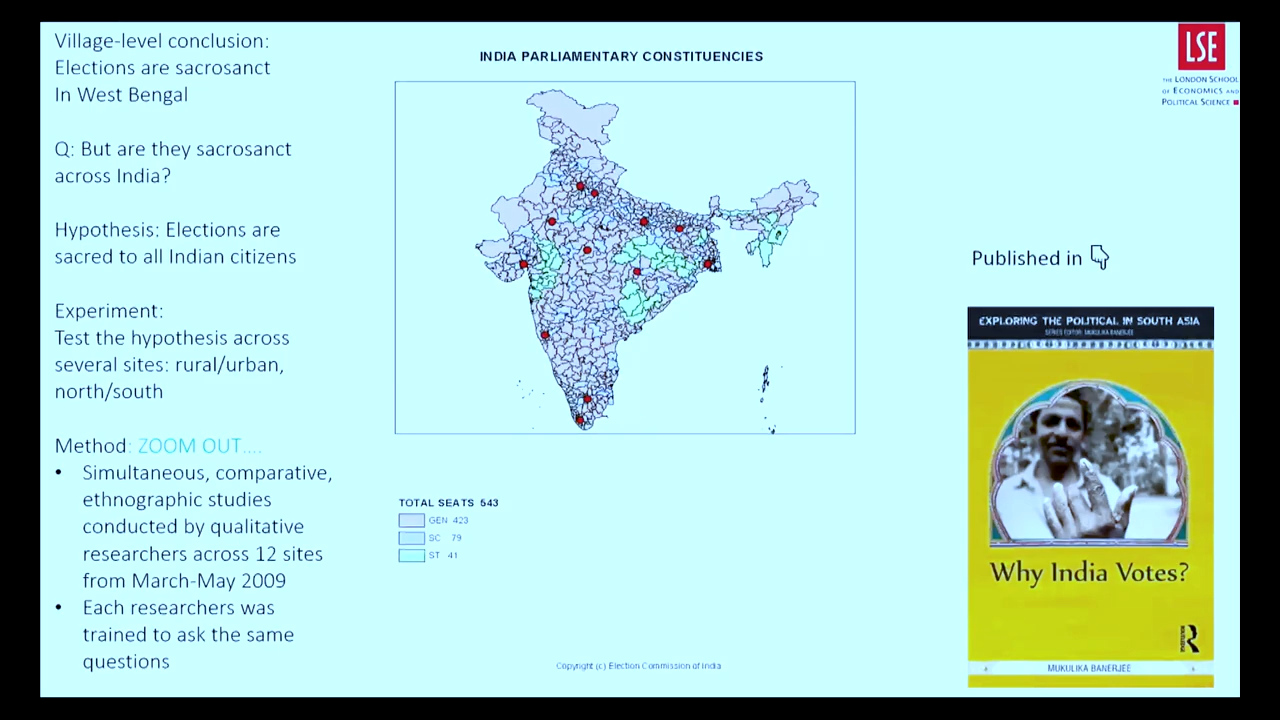 Village-level conclusion:
Elections are sacrosanct
In West Bengal
Q: But are they sacrosanct
across India?
Hypothesis: Elections are
sacred to all Indian citizens
Experiment:
Test the hypothesis across
several sites: rural/urban,
north/south
Method: ZOOM OUT....
• Simultaneous, comparative,
ethnographic studies
conducted by qualitative
researchers across 12 sites
from March-May 2009
• Each researchers was
trained to ask the same
questions
INDIA PARLIAMENTARY CONSTITUENCIES
TOTAL SEATS 543
GEN 423
SC 79
ST 41
Copyright (c) Election Commission of India
LSE
THE LONDON SCHOOL
OF ECONOMICS AND
POLITICAL SCIENCE
Published in
EXPLORING THE POLITICAL IN SOUTH ASIA
SERIES EDITOR: MUKULIKA BANERJEE
Why India Votes?
R
MUKULIKA BANERJEE